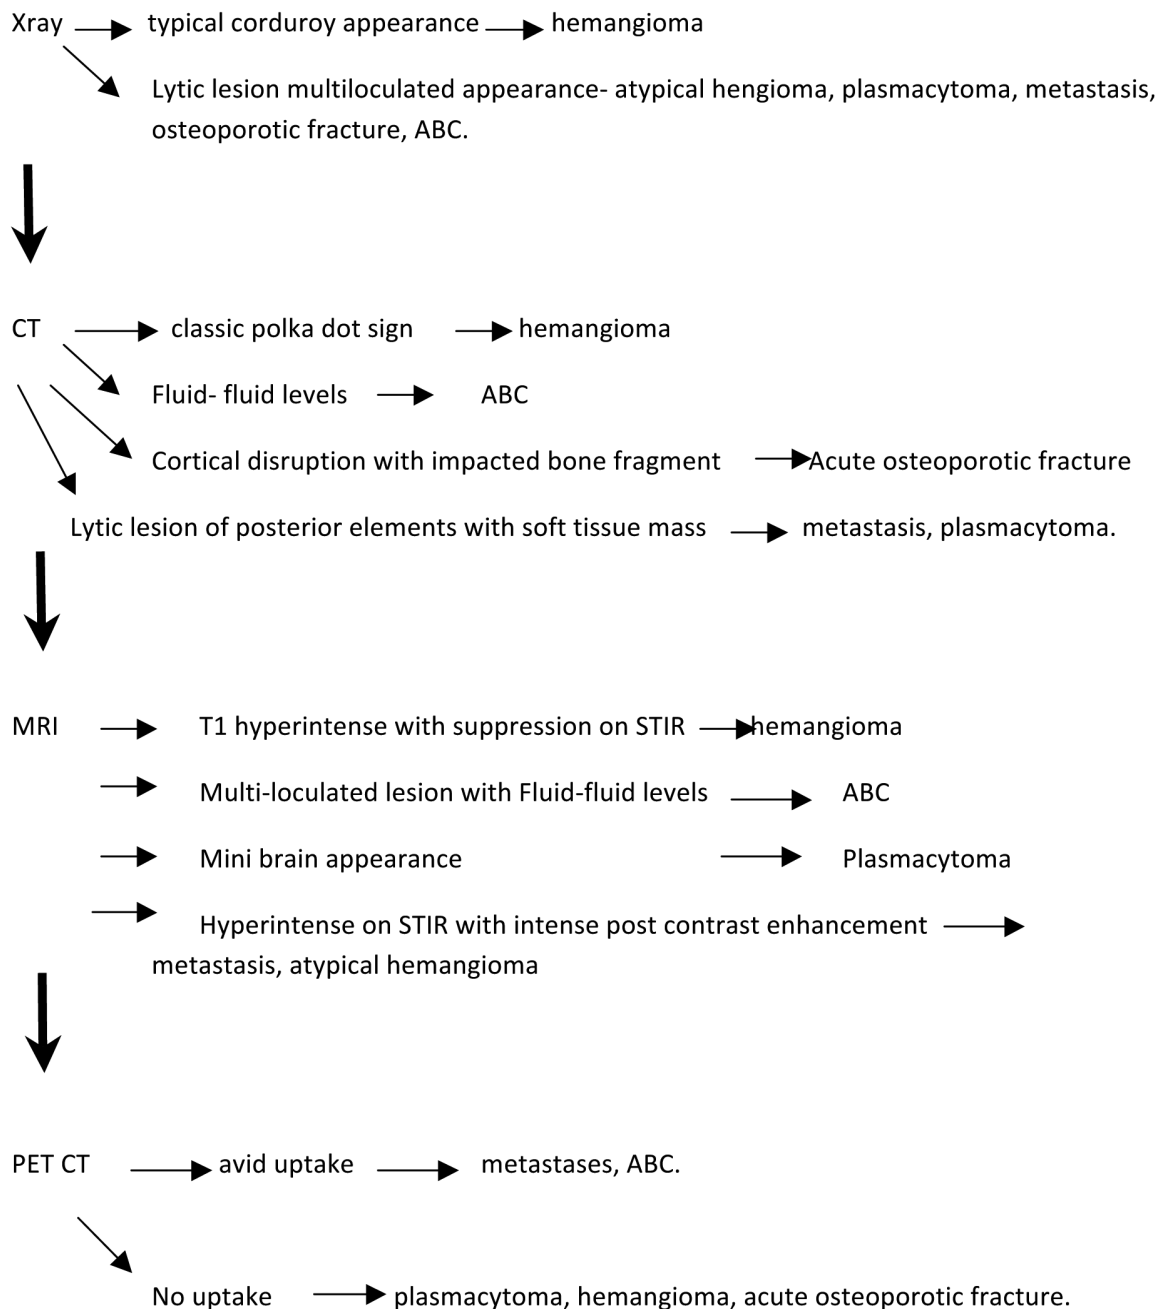 Xray typical corduroy appearance hemangioma
Lytic lesion multiloculated appearance- atypical hengioma, plasmacytoma, metastasis,
osteoporotic fracture, ABC.
CT classic polka dot sign hemangioma
Fluid- fluid levels ABC
Cortical disruption with impacted bone fragment Acute osteoporotic fracture
Lytic lesion of posterior elements with soft tissue mass metastasis, plasmacytoma.
MRI T1 hyperintense with suppression on STIR hemangioma
Multi-loculated lesion with Fluid-fluid levels ABC
Mini brain appearance Plasmacytoma
Hyperintense on STIR with intense post contrast enhancement
metastasis, atypical hemangioma
PET CT avid uptake metastases, ABC.
No uptake plasmacytoma, hemangioma, acute osteoporotic fracture.